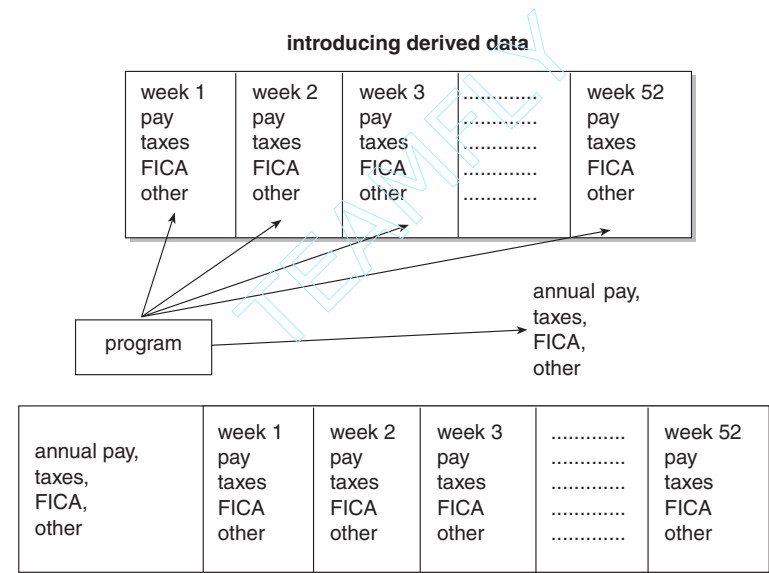 introducing derived data
week 1
pay
taxes
FICA
other
week 2
pay
taxes
FICA
other
week 3
pay
taxes
FICA
other
.............
.............
.............
.............
.............
week 52
pay
taxes
FICA
other
TEAMFLY
program
annual pay,
taxes,
FICA,
other
annual pay,
taxes,
FICA,
other
week 1
pay
taxes
FICA
other
week 2
pay
taxes
FICA
other
week 3
pay
taxes
FICA
other
.............
.............
.............
.............
.............
week 52
pay
taxes
FICA
other